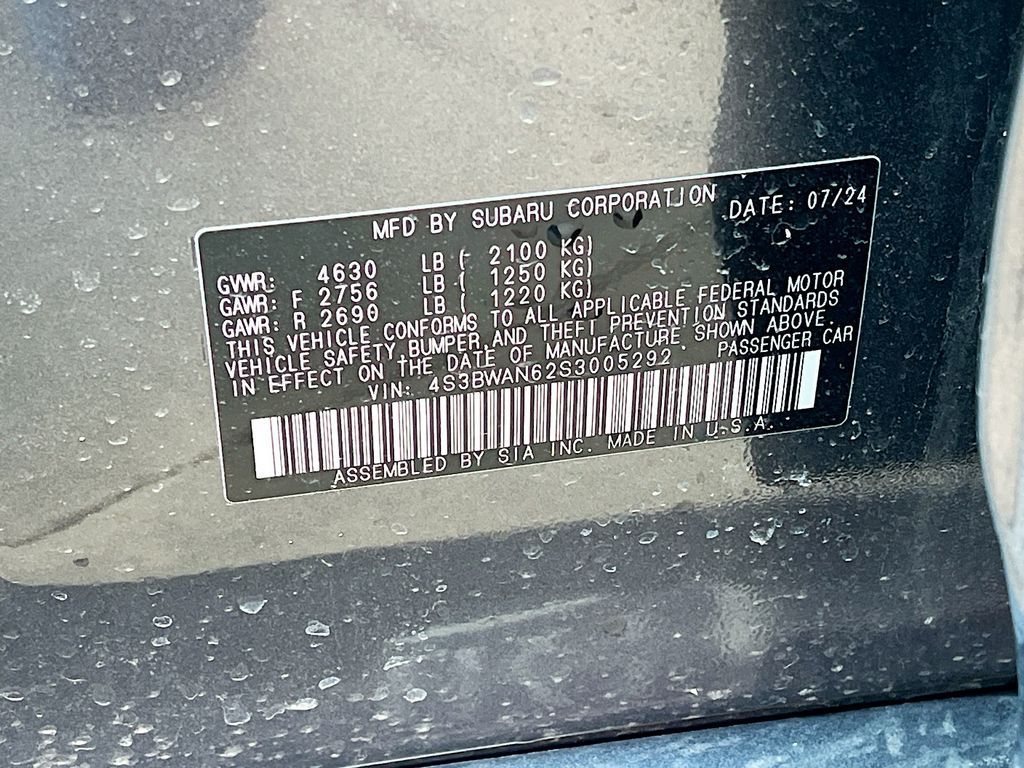 MFD BY SUBARU CORPORATION DATE: 07/24
GVWR: 4630 LB ( 2100 KG)
GAWR: F 2756 LB ( 1250 KG)
GAWR: R 2690 LB ( 1220 KG)
THIS VEHICLE CONFORMS TO ALL APPLICABLE FEDERAL MOTOR
VEHICLE SAFETY, BUMPER, AND THEFT PREVENTION STANDARDS
IN EFFECT ON THE DATE OF MANUFACTURE SHOWN ABOVE.
VIN: 4S3BWAN62S3005292 PASSENGER CAR
ASSEMBLED BY SIA INC. MADE IN U.S.A.